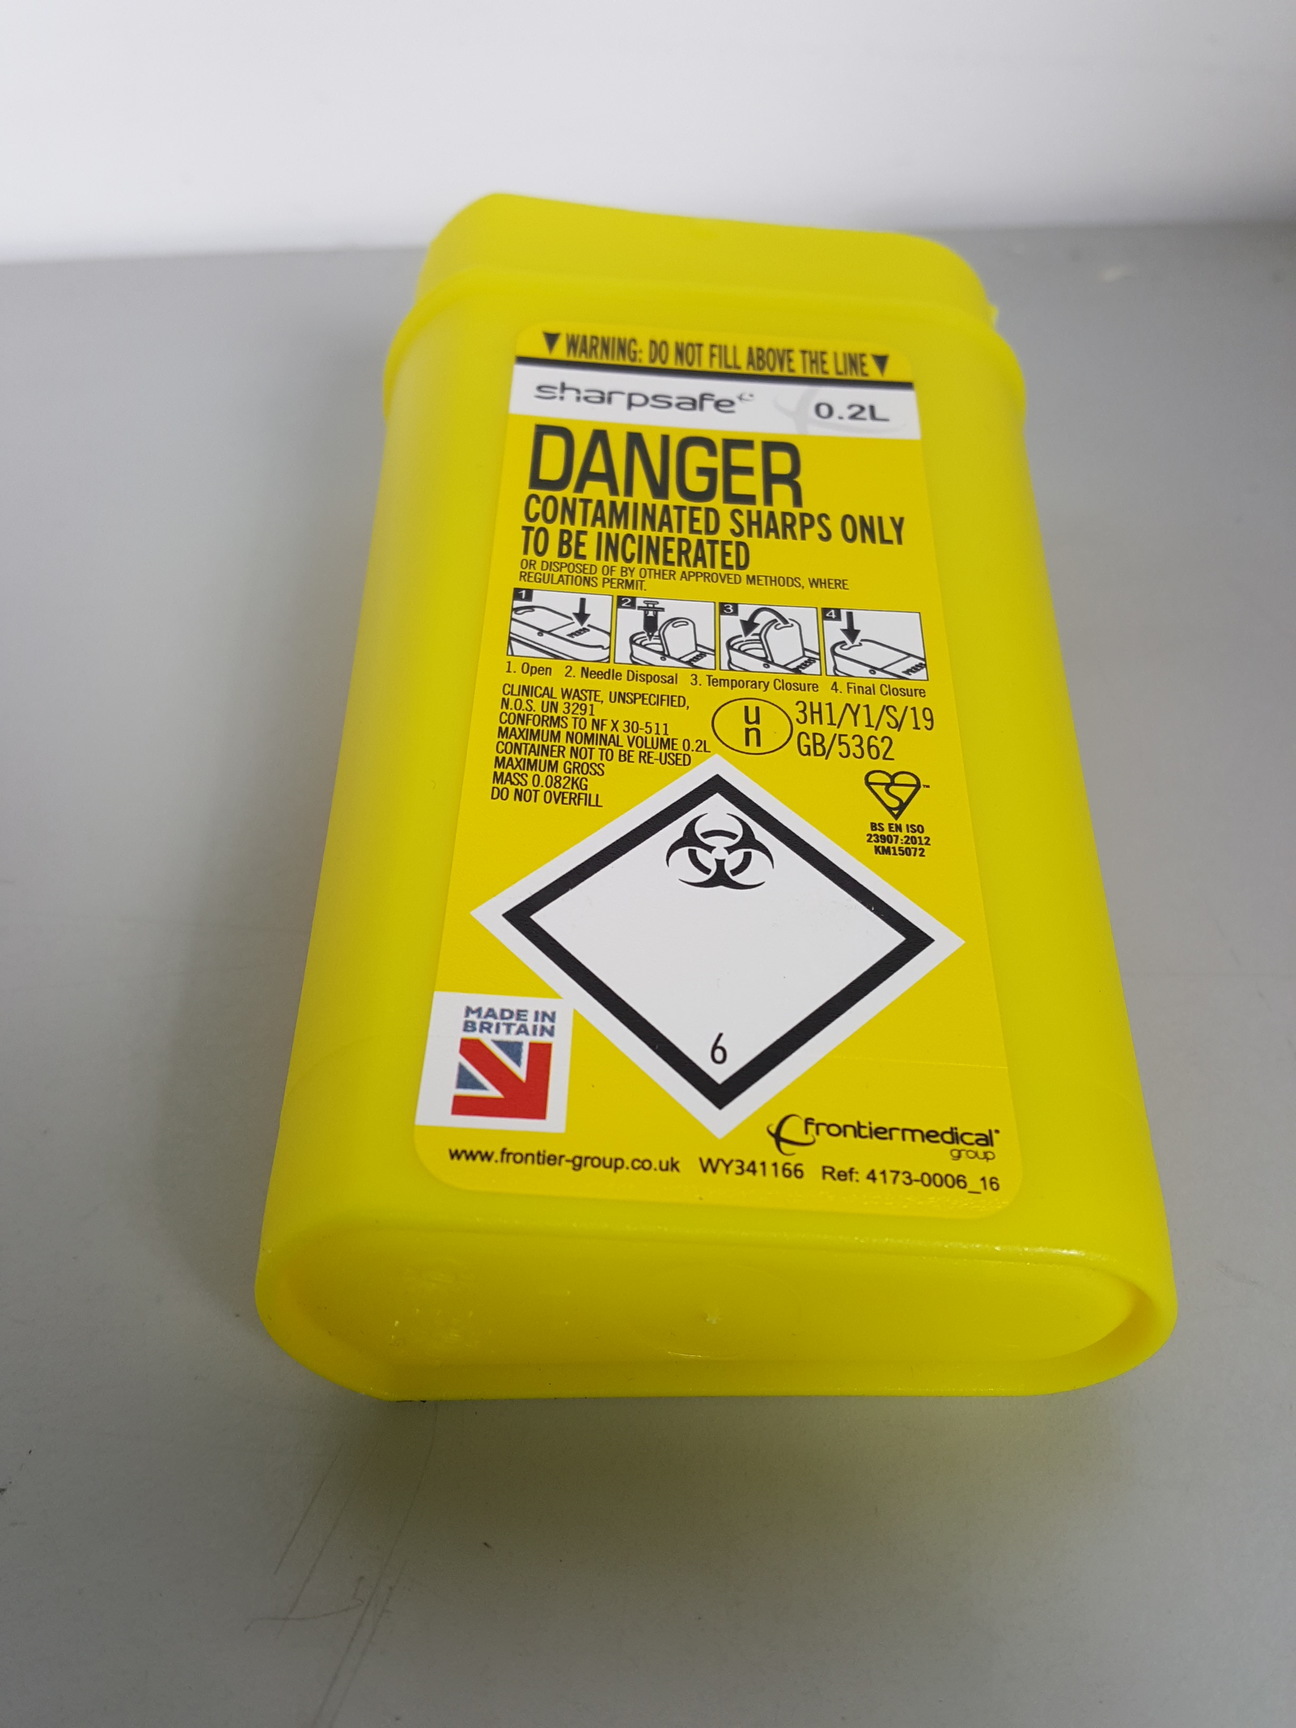 WARNING: DO NOT FILL ABOVE THE LINE
sharpsafe 0.2L
DANGER
CONTAMINATED SHARPS ONLY
TO BE INCINERATED
OR DISPOSED OF BY OTHER APPROVED METHODS, WHERE
REGULATIONS PERMIT.
1 2 3 4
1. Open 2. Needle Disposal 3. Temporary Closure 4. Final Closure
CLINICAL WASTE, UNSPECIFIED,
N.O.S. UN 3291
CONFORMS TO NF X 30-511
MAXIMUM NOMINAL VOLUME 0.2L
CONTAINER NOT TO BE RE-USED
MAXIMUM GROSS
MASS 0.082KG
DO NOT OVERFILL
u
n
3H1/Y1/S/19
GB/5362
BS EN ISO
23907:2012
KM15072
6
MADE IN
BRITAIN
frontiermedical
group
www.frontier-group.co.uk WY341166 Ref: 4173-0006_16